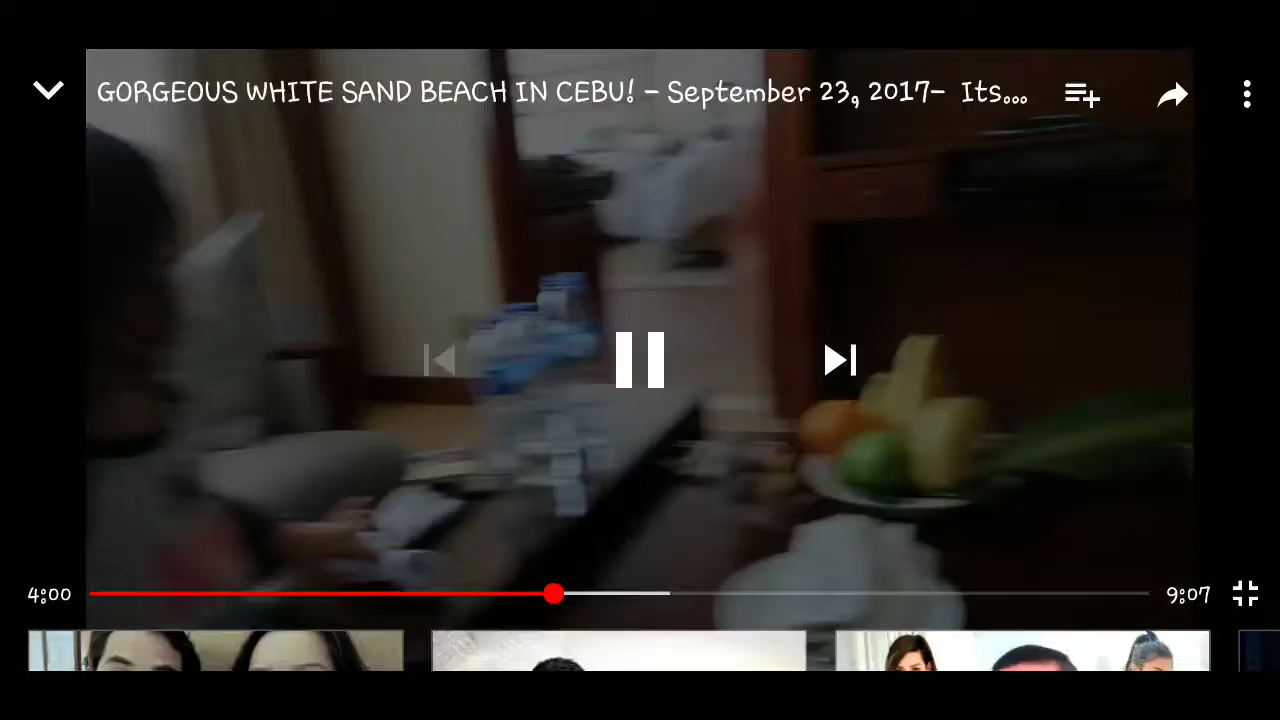 GORGEOUS WHITE SAND BEACH IN CEBU! - September 23, 2017- Its...
4:00
9:07